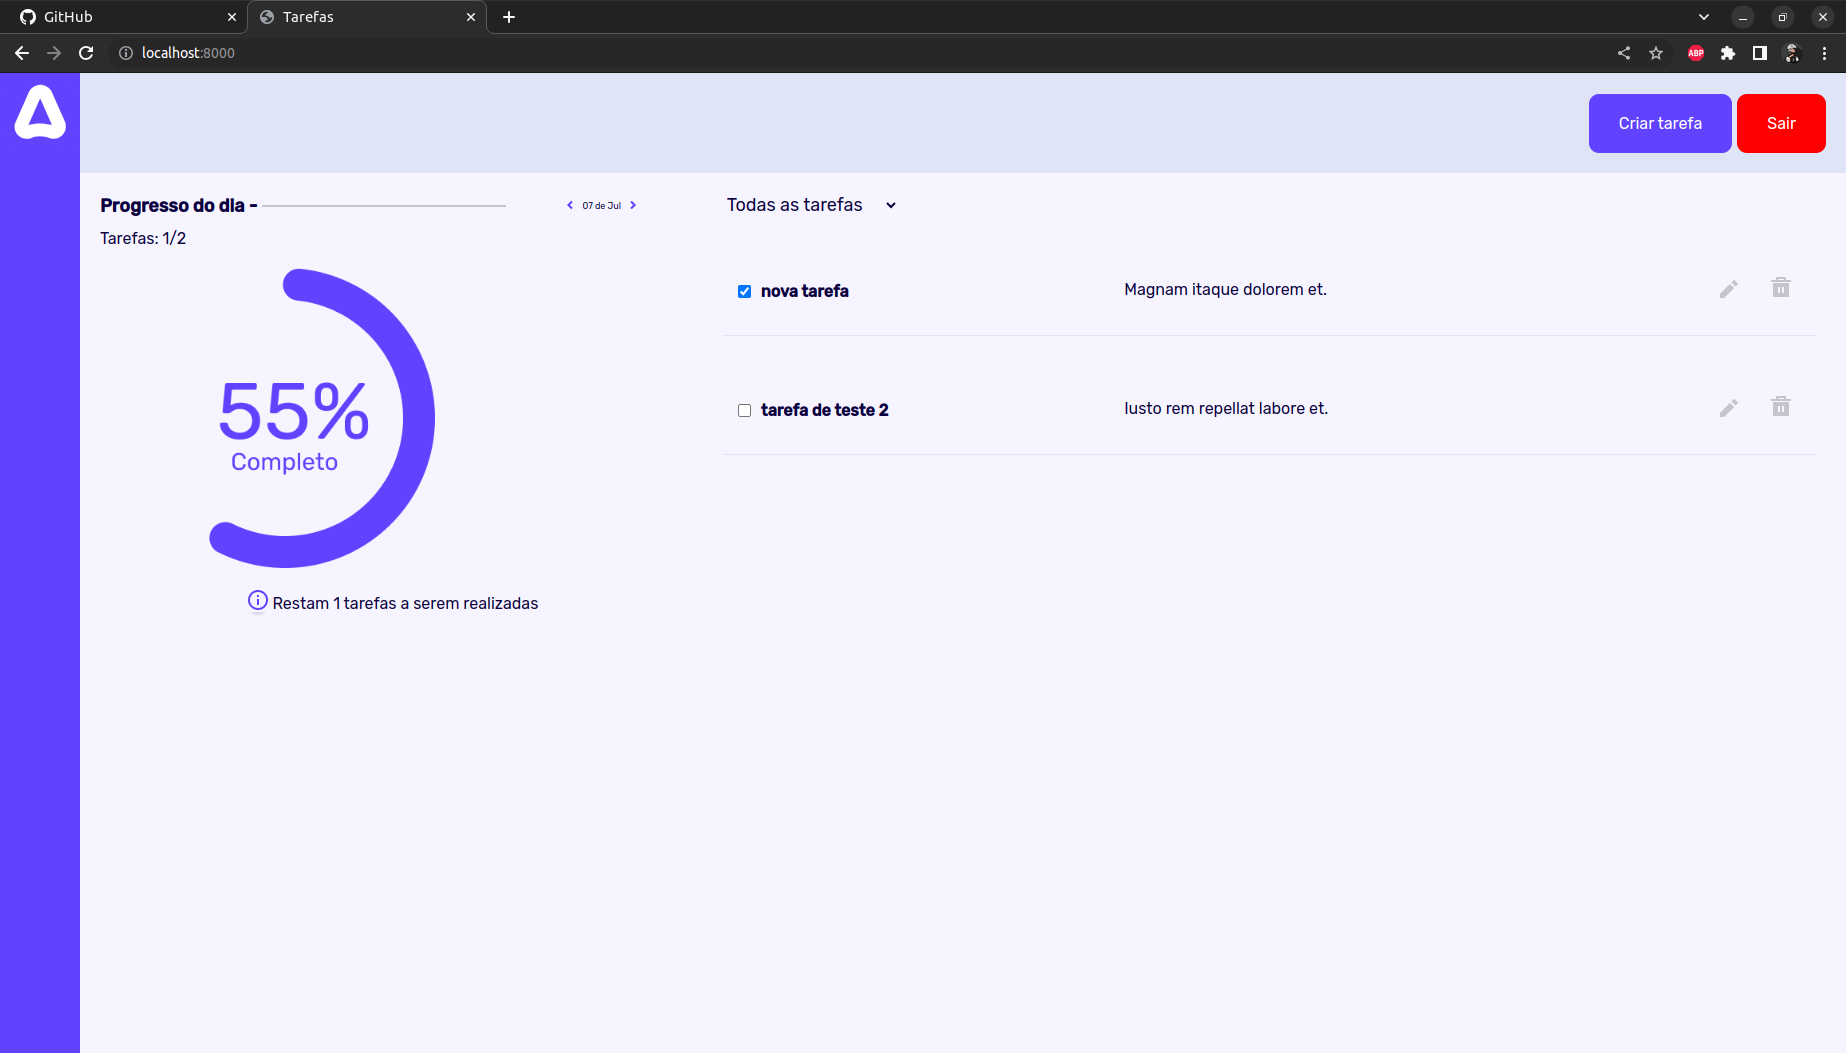 GitHub
Tarefas
localhost:8000
ABP
Criar tarefa
Sair
Progresso do dia -
07 de Jul
Todas as tarefas
Tarefas: 1/2
nova tarefa
Magnam itaque dolorem et.
55%
Completo
tarefa de teste 2
Iusto rem repellat labore et.
Restam 1 tarefas a serem realizadas